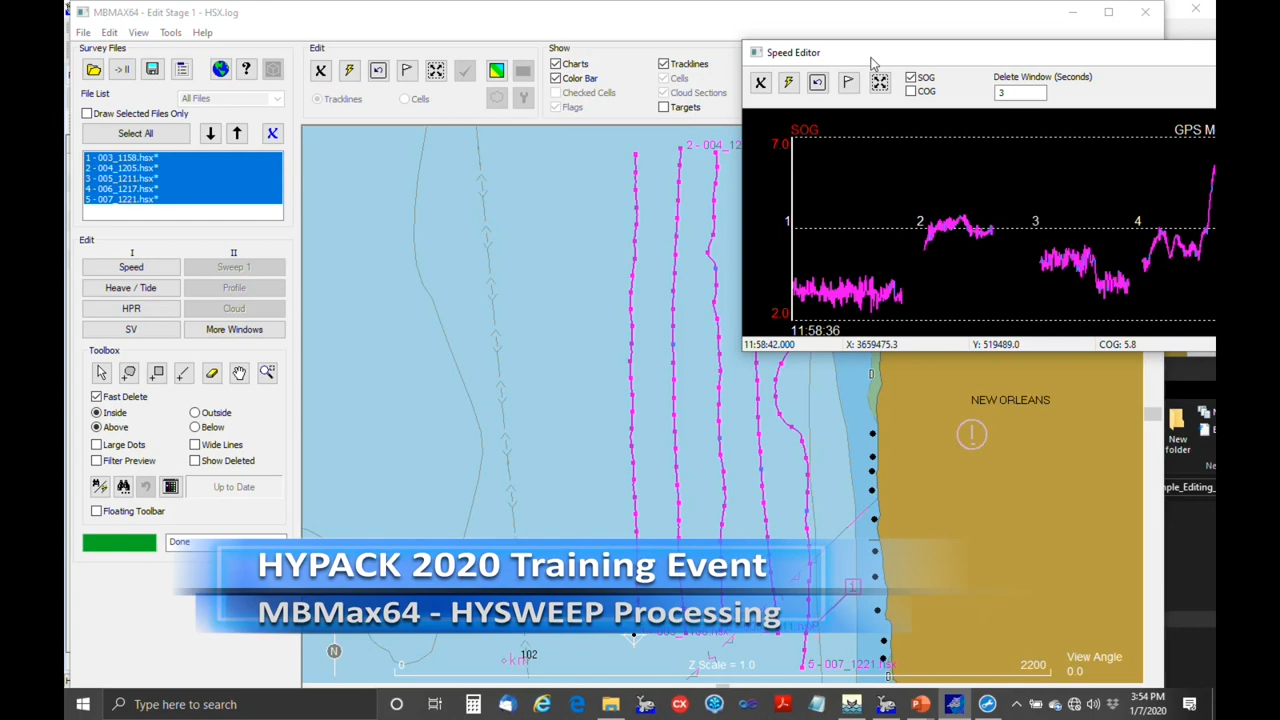 MBMAX64 - Edit Stage 1 - HSX.log
File Edit View Tools Help
Survey Files
File List
All Files
Draw Selected Files Only
Select All
1 - 003_1158.hsx*
2 - 004_1205.hsx*
3 - 005_1211.hsx*
4 - 006_1217.hsx*
5 - 007_1221.hsx*
Edit
I II
Speed Sweep 1
Heave / Tide Profile
HPR Cloud
SV More Windows
Toolbox
Fast Delete
Inside Outside
Above Below
Large Dots Wide Lines
Filter Preview Show Deleted
Up to Date
Floating Toolbar
Done
Edit
Tracklines Cells
Show
Charts Tracklines
Color Bar Cells
Checked Cells Cloud Sections
Flags Targets
Speed Editor
SOG
COG
Delete Window (Seconds)
3
SOG
GPS M
7.0
1 2 3 4
2.0
11:58:36
11:58:42.000 X: 3659475.3 Y: 519489.0 COG: 5.8
2 - 004_12
NEW ORLEANS
New
folder
HYPACK 2020 Training Event
MBMax64 - HYSWEEP Processing
N
102
0 Z Scale = 1.0 2200
5 - 007_1221.hsx
View Angle
0.0
Type here to search
3:54 PM
1/7/2020